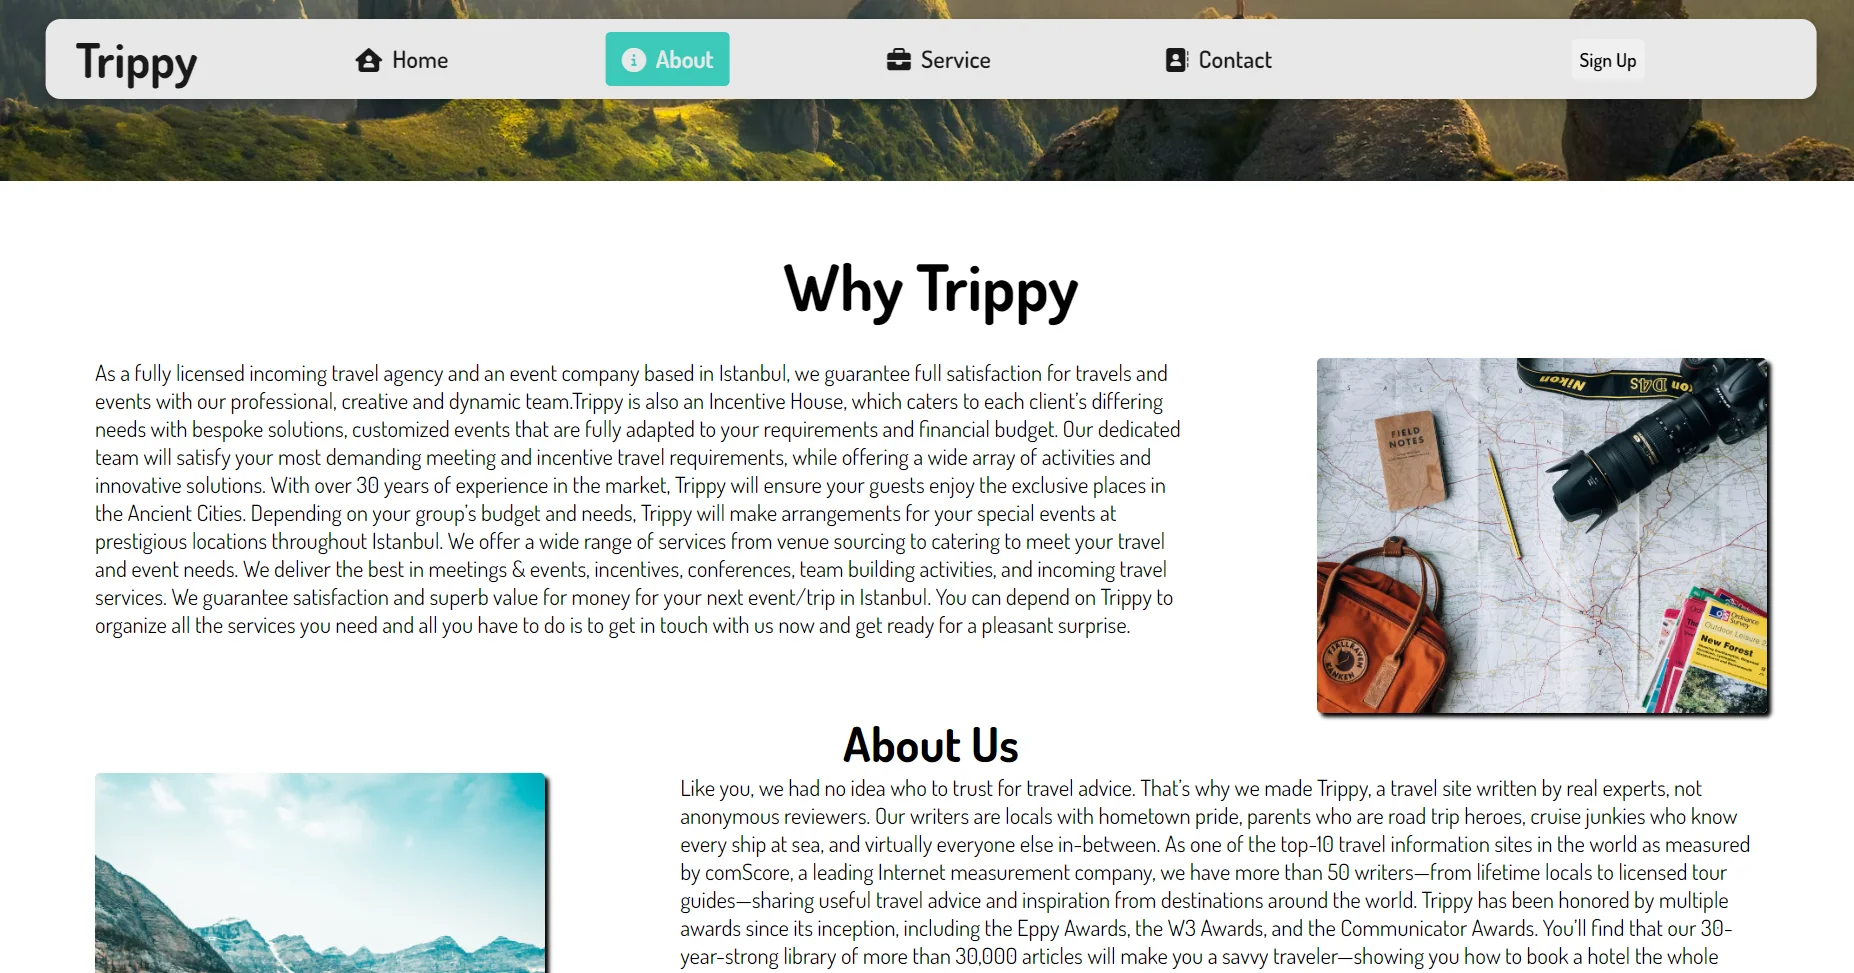 Trippy
Home
About
Service
Contact
Sign Up
Why Trippy
As a fully licensed incoming travel agency and an event company based in Istanbul, we guarantee full satisfaction for travels and
events with our professional, creative and dynamic team.Trippy is also an Incentive House, which caters to each client’s differing
needs with bespoke solutions, customized events that are fully adapted to your requirements and financial budget. Our dedicated
team will satisfy your most demanding meeting and incentive travel requirements, while offering a wide array of activities and
innovative solutions. With over 30 years of experience in the market, Trippy will ensure your guests enjoy the exclusive places in
the Ancient Cities. Depending on your group’s budget and needs, Trippy will make arrangements for your special events at
prestigious locations throughout Istanbul. We offer a wide range of services from venue sourcing to catering to meet your travel
and event needs. We deliver the best in meetings & events, incentives, conferences, team building activities, and incoming travel
services. We guarantee satisfaction and superb value for money for your next event/trip in Istanbul. You can depend on Trippy to
organize all the services you need and all you have to do is to get in touch with us now and get ready for a pleasant surprise.
Nikon
D4S
FIELD
NOTES
Ordnance
Survey
Outdoor Leisure
New Forest
FJÄLLRÄVEN
KÅNKEN
About Us
Like you, we had no idea who to trust for travel advice. That’s why we made Trippy, a travel site written by real experts, not
anonymous reviewers. Our writers are locals with hometown pride, parents who are road trip heroes, cruise junkies who know
every ship at sea, and virtually everyone else in-between. As one of the top-10 travel information sites in the world as measured
by comScore, a leading Internet measurement company, we have more than 50 writers—from lifetime locals to licensed tour
guides—sharing useful travel advice and inspiration from destinations around the world. Trippy has been honored by multiple
awards since its inception, including the Eppy Awards, the W3 Awards, and the Communicator Awards. You’ll find that our 30-
year-strong library of more than 30,000 articles will make you a savvy traveler—showing you how to book a hotel the whole